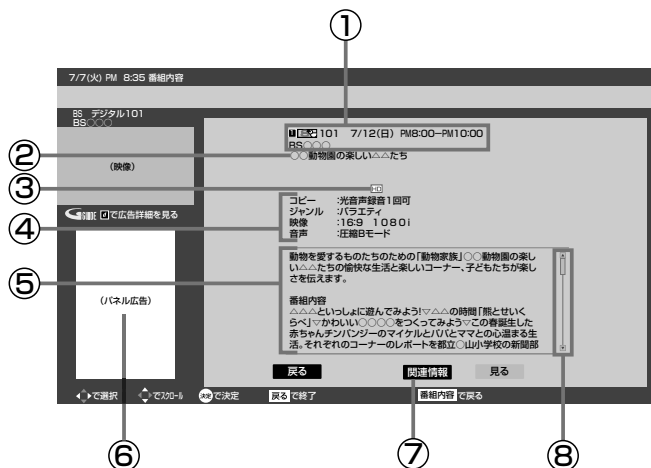 ①
7/7(火) PM 8:35 番組内容
BS デジタル101
BS○○○
101 7/12(日) PM8:00−PM10:00
BS○○○
②
○○動物園の楽しい△△たち
(映像)
③
HD
④
コピー :光音声録音1回可
ジャンル :バラエティ
映像 :16:9 1080i
音声 :圧縮Bモード
GUIDE dで広告詳細を見る
⑤
動物を愛するものたちのための「動物家族」○○動物園の楽し
い△△たちの愉快な生活と楽しいコーナー、子どもたちが楽し
さを伝えます。
番組内容
△△△といっしょに遊んでみよう!▽△△の時間「熊とせいく
らべ」▽かわいい○○○○をつくってみよう▽この春誕生した
赤ちゃんチンパンジーのマイケルとパパとママとの心温まる生
活。それぞれのコーナーのレポートを都立○山小学校の新聞部
(パネル広告)
戻る 関連情報 見る
で選択 でスクロール 決定で決定 戻るで終了 番組内容で戻る
⑥ ⑦ ⑧